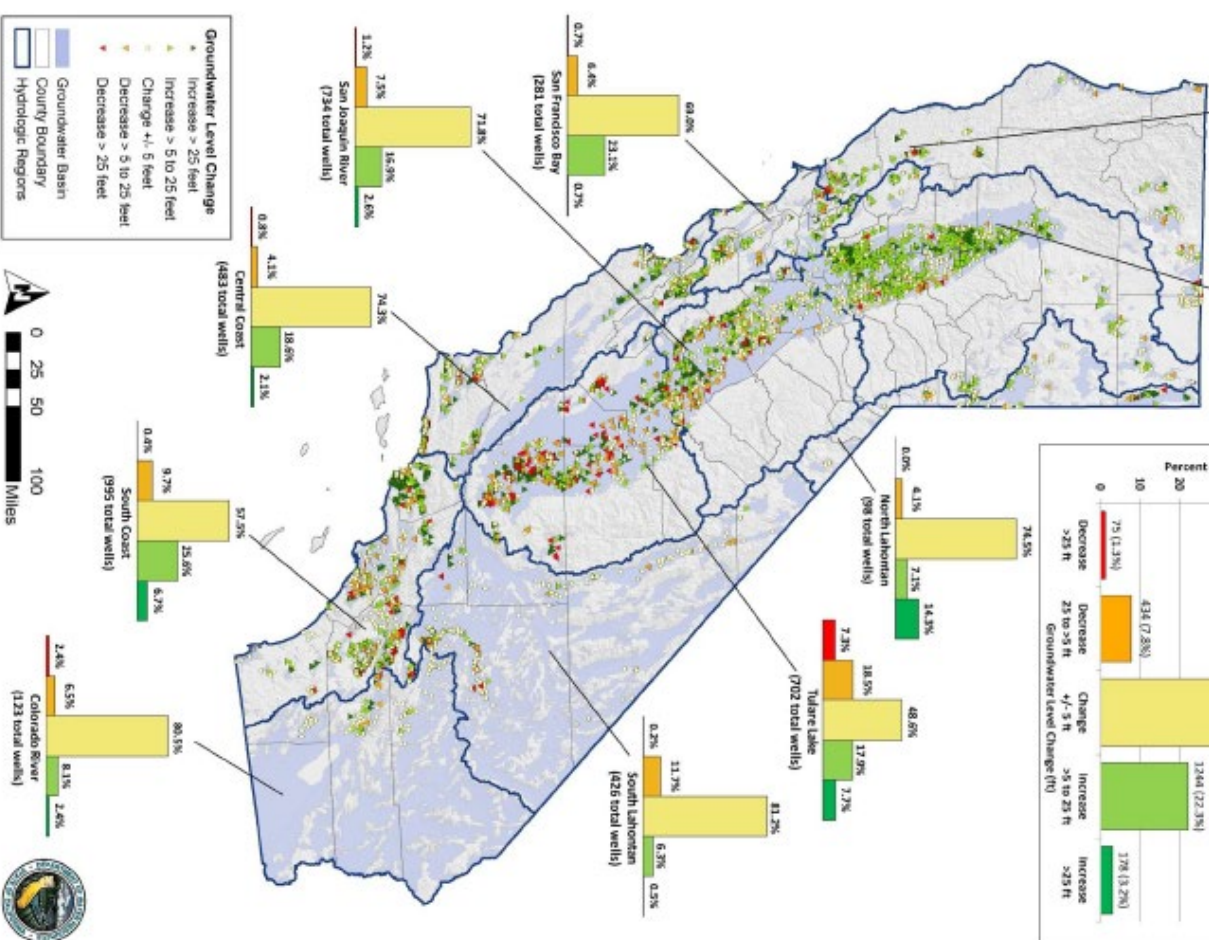 Percent
20
10
0
75 (1.3%)
434 (7.8%)
1244 (22.3%)
178 (3.2%)
Decrease
>25 ft
Decrease
25 to >5 ft
Change
+/- 5 ft
Increase
>5 to 25 ft
Increase
>25 ft
Groundwater Level Change (ft)
0.0%
4.1%
74.5%
7.1%
14.3%
North Lahontan
(98 total wells)
7.3%
18.5%
48.6%
17.9%
7.7%
Tulare Lake
(702 total wells)
0.2%
11.7%
81.2%
6.3%
0.5%
South Lahontan
(426 total wells)
0.7%
6.4%
69.0%
23.1%
0.7%
San Francisco Bay
(281 total wells)
1.2%
7.5%
71.8%
16.9%
2.6%
San Joaquin River
(734 total wells)
0.8%
4.1%
74.3%
18.6%
2.1%
Central Coast
(483 total wells)
0.4%
9.7%
57.5%
25.6%
6.7%
South Coast
(995 total wells)
2.4%
6.5%
80.5%
8.1%
2.4%
Colorado River
(123 total wells)
Groundwater Level Change
Increase > 25 feet
Increase > 5 to 25 feet
Change +/- 5 feet
Decrease > 5 to 25 feet
Decrease > 25 feet
Groundwater Basin
County Boundary
Hydrologic Regions
N
0 25 50 100
Miles